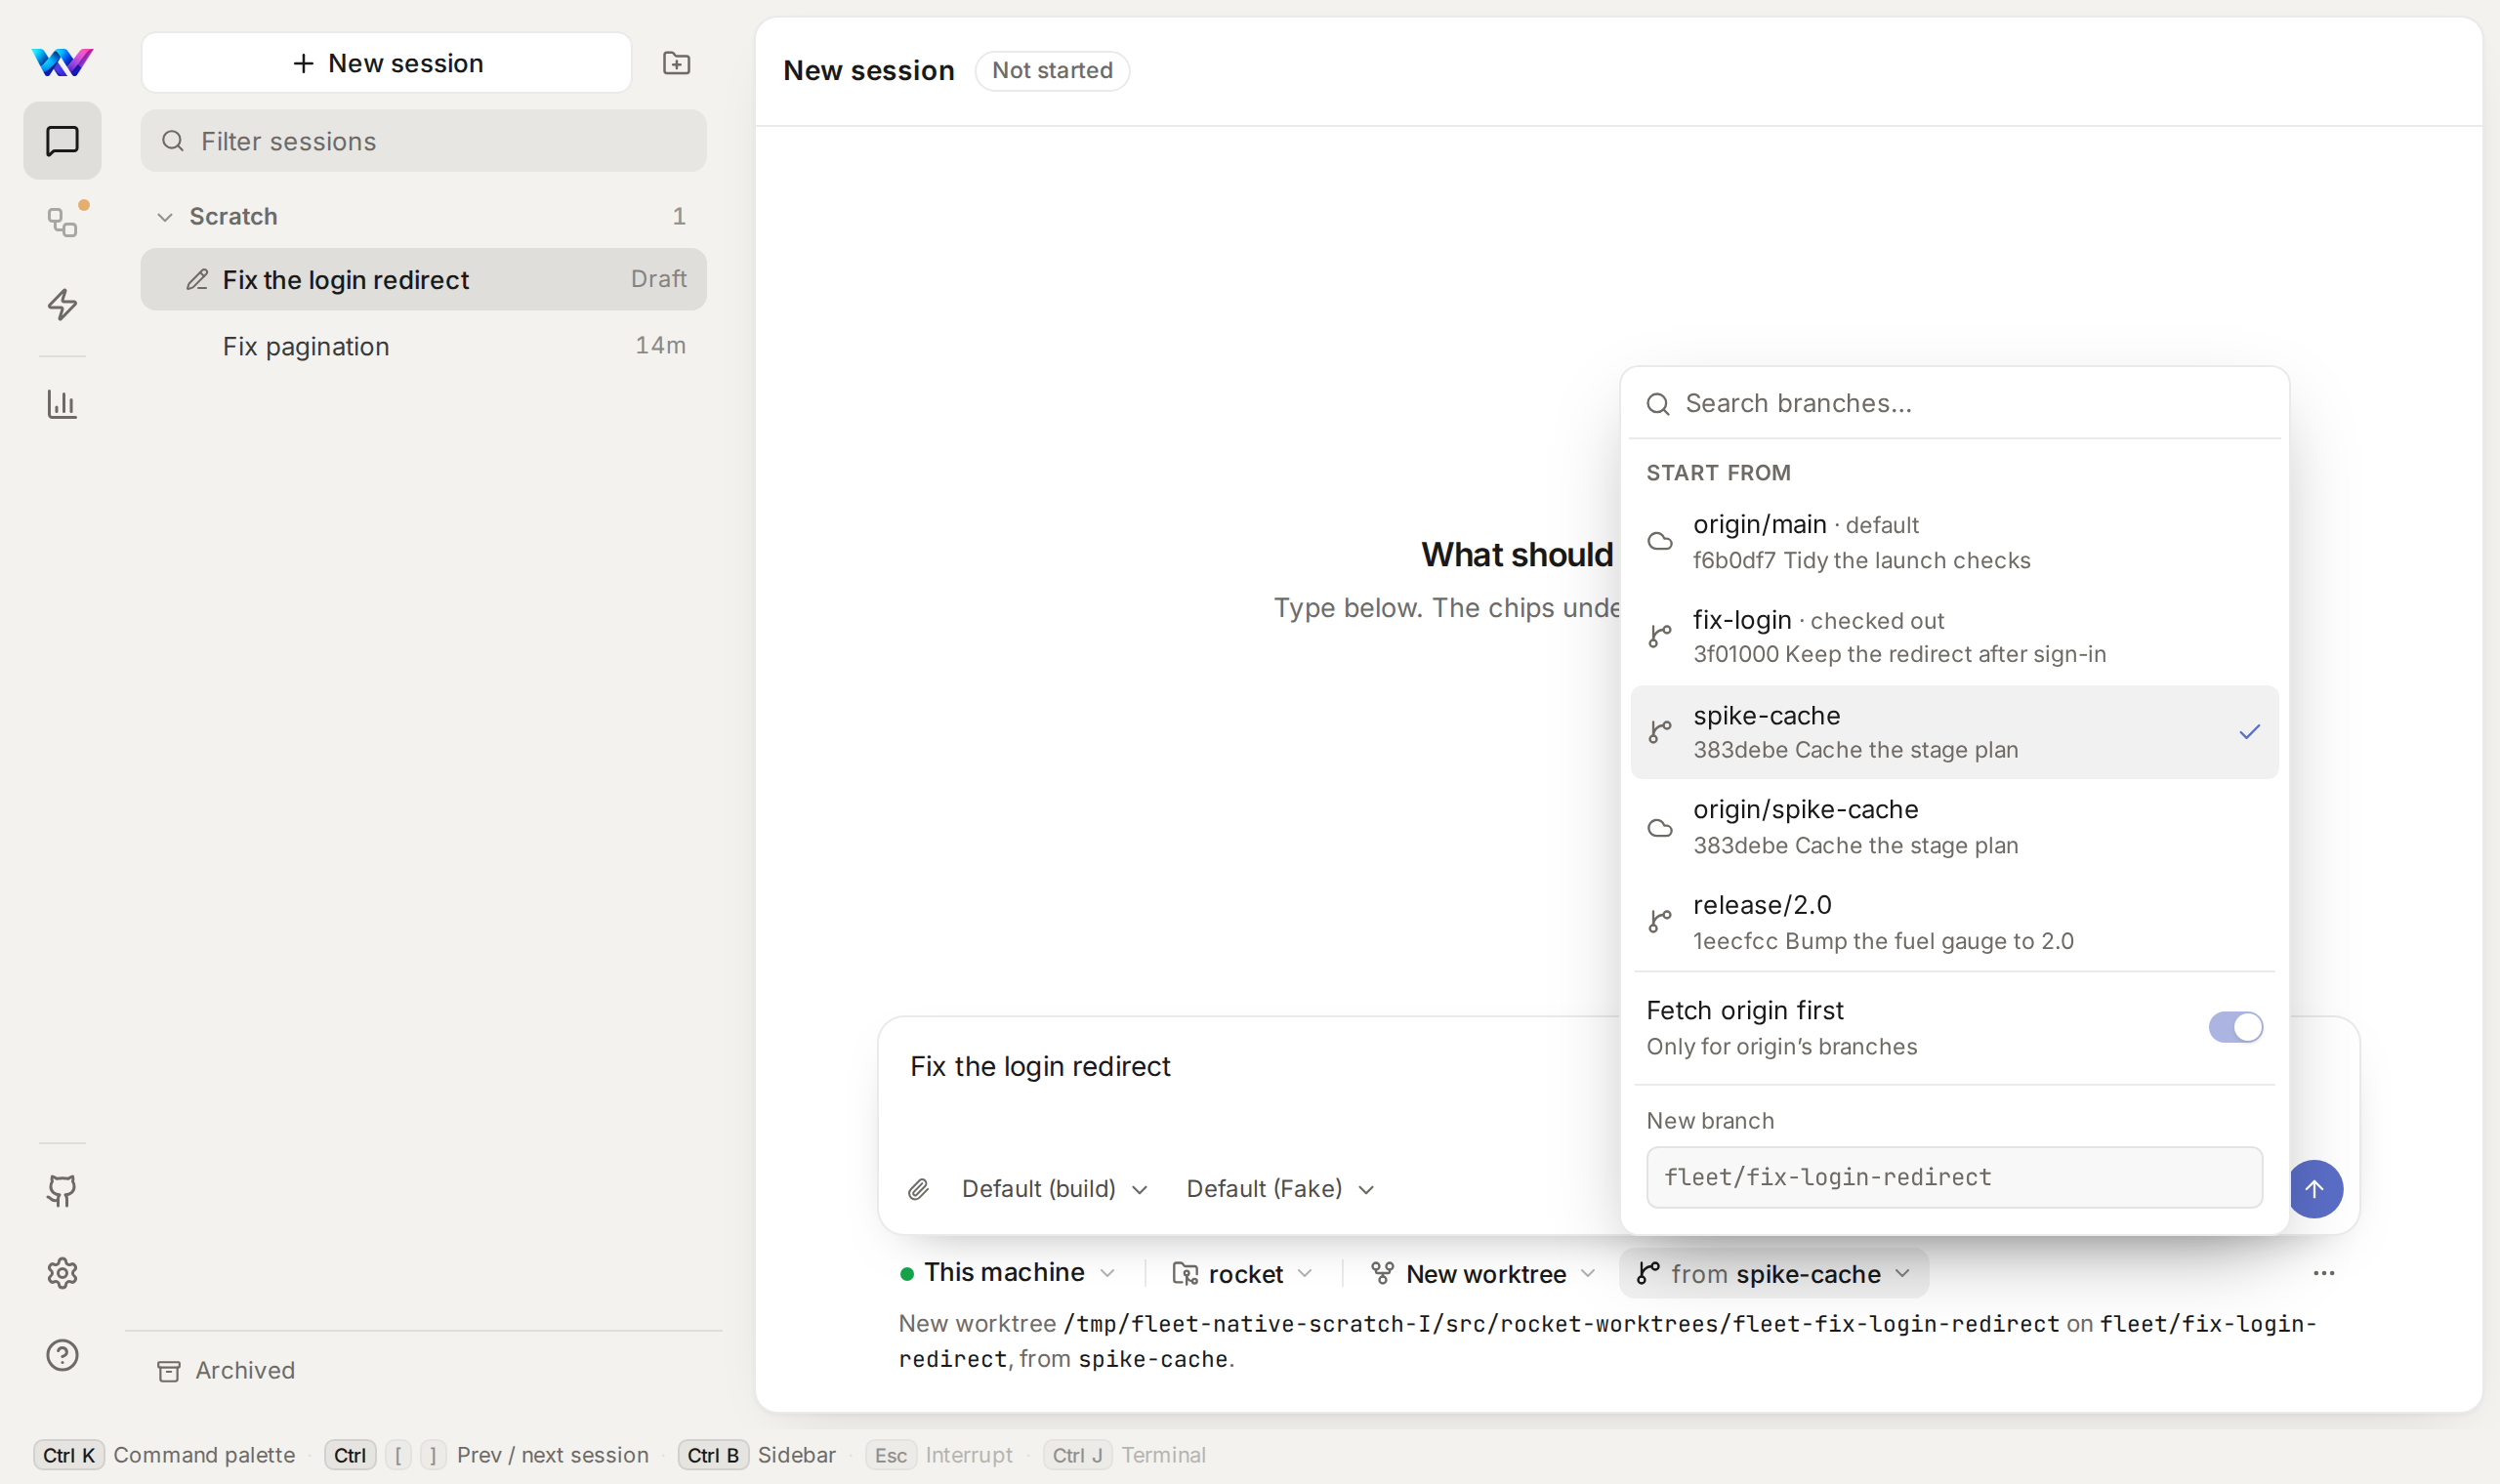 New session
Filter sessions
Scratch 1
Fix the login redirect Draft
Fix pagination 14m
Archived
New session Not started
What should
Type below. The chips unde
Search branches...
START FROM
origin/main · default
f6b0df7 Tidy the launch checks
fix-login · checked out
3f01000 Keep the redirect after sign-in
spike-cache
383debe Cache the stage plan
origin/spike-cache
383debe Cache the stage plan
release/2.0
1eecfcc Bump the fuel gauge to 2.0
Fetch origin first
Only for origin’s branches
New branch
fleet/fix-login-redirect
Fix the login redirect
Default (build) Default (Fake)
This machine rocket New worktree from spike-cache
New worktree /tmp/fleet-native-scratch-I/src/rocket-worktrees/fleet-fix-login-redirect on fleet/fix-login-
redirect, from spike-cache.
Ctrl K Command palette · Ctrl [ ] Prev / next session · Ctrl B Sidebar · Esc Interrupt · Ctrl J Terminal